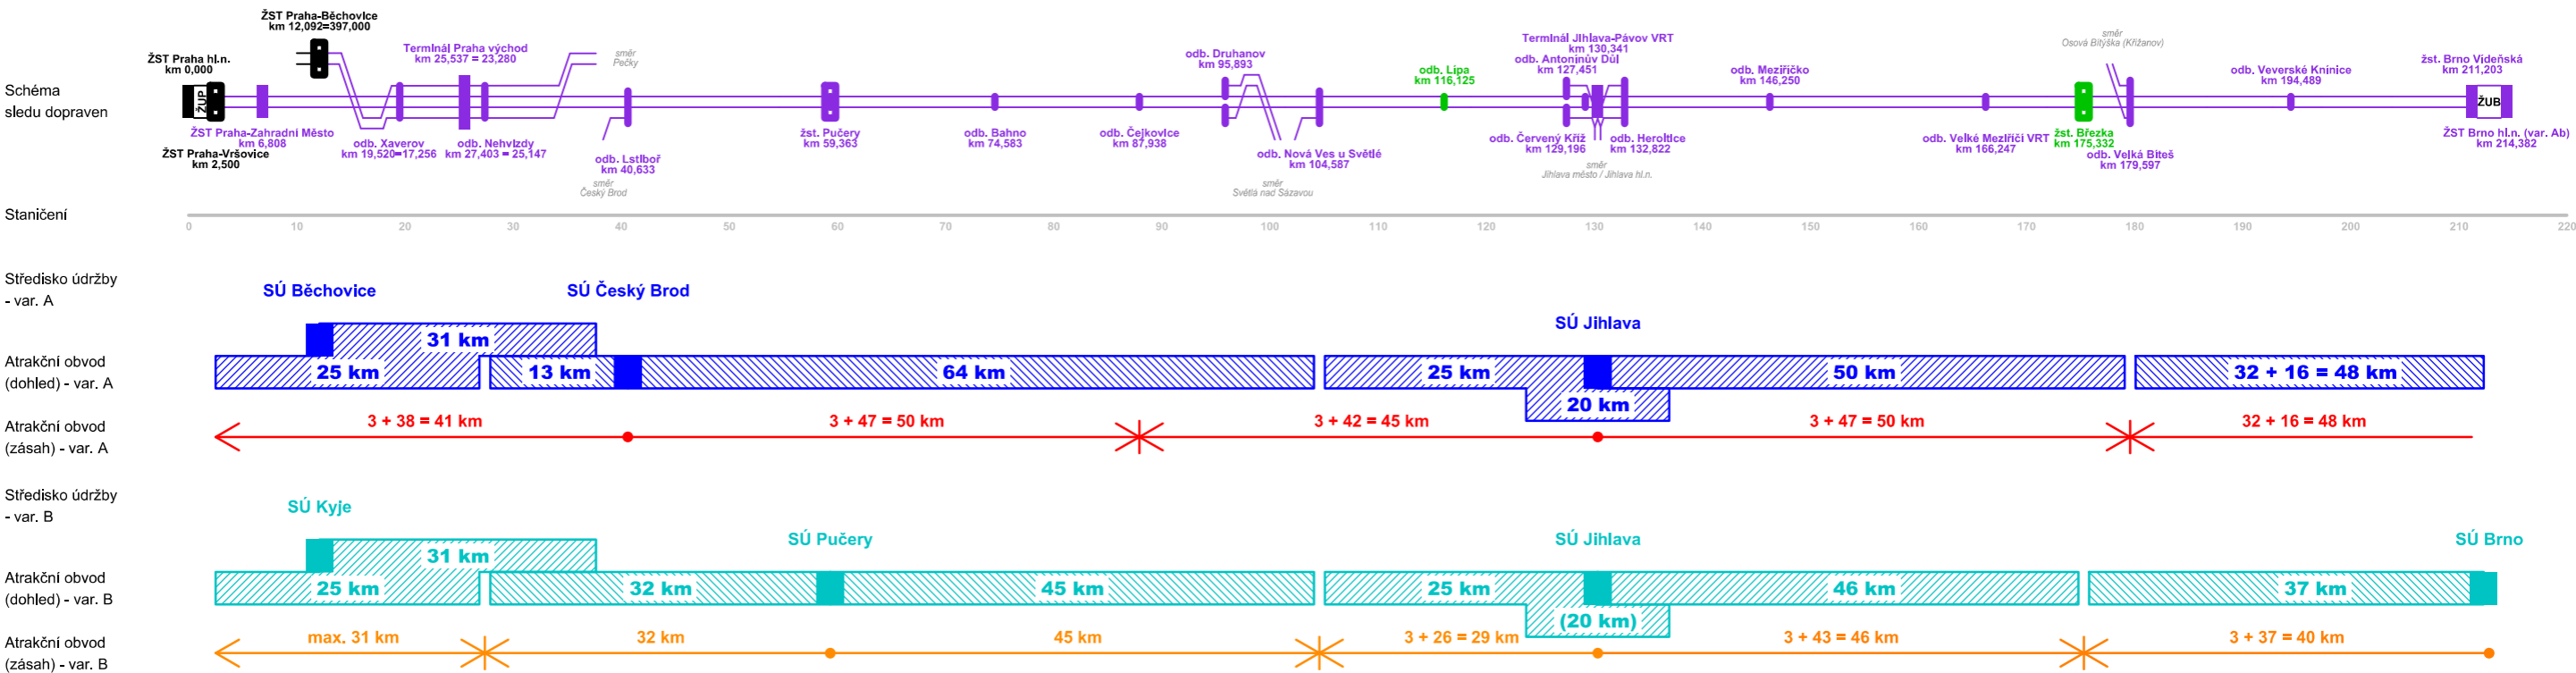 ŽST Praha-Běchovice
km 12,092=397,000
ŽST Praha hl.n.
km 0,000
Terminál Praha východ
km 25,537 = 23,280
směr
Pečky
odb. Druhanov
km 95,893
odb. Lípa
km 116,125
Terminál Jihlava-Pávov VRT
km 130,341
odb. Antonínův Důl
km 127,451
odb. Meziříčko
km 146,250
směr
Osová Bítýška (Křižanov)
odb. Veverské Knínice
km 194,489
žst. Brno Vídeňská
km 211,203
Schéma
sledu dopraven
ŽUP
ŽUB
ŽST Praha-Zahradní Město
km 6,808
ŽST Praha-Vršovice
km 2,500
odb. Xaverov
km 19,520=17,256
odb. Nehvizdy
km 27,403 = 25,147
odb. Lstiboř
km 40,633
směr
Český Brod
žst. Pučery
km 59,363
odb. Bahno
km 74,583
odb. Čejkovice
km 87,938
odb. Nová Ves u Světlé
km 104,587
směr
Světlá nad Sázavou
odb. Červený Kříž
km 129,196
odb. Heroltice
km 132,822
směr
Jihlava město / Jihlava hl.n.
odb. Velké Meziříčí VRT
km 166,247
žst. Březka
km 175,332
odb. Velká Bíteš
km 179,597
ŽST Brno hl.n. (var. Ab)
km 214,382
Staničení
0 10 20 30 40 50 60 70 80 90 100 110 120 130 140 150 160 170 180 190 200 210 220
Středisko údržby
- var. A
SÚ Běchovice
SÚ Český Brod
SÚ Jihlava
Atrakční obvod
(dohled) - var. A
31 km
25 km
13 km
64 km
25 km
50 km
32 + 16 = 48 km
20 km
Atrakční obvod
(zásah) - var. A
3 + 38 = 41 km
3 + 47 = 50 km
3 + 42 = 45 km
3 + 47 = 50 km
32 + 16 = 48 km
Středisko údržby
- var. B
SÚ Kyje
SÚ Pučery
SÚ Jihlava
SÚ Brno
Atrakční obvod
(dohled) - var. B
31 km
25 km
32 km
45 km
25 km
46 km
37 km
(20 km)
Atrakční obvod
(zásah) - var. B
max. 31 km
32 km
45 km
3 + 26 = 29 km
3 + 43 = 46 km
3 + 37 = 40 km